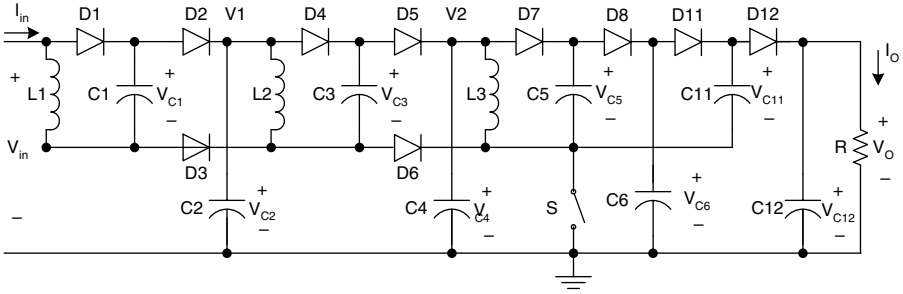 Iin D1 D2 V1 D4 D5 V2 D7 D8 D11 D12
IO
+ L1 C1 + VC1 – L2 C3 + VC3 – L3 C5 + VC5 – C11 + VC11 –
Vin D3 D6 R + VO –
– C2 + VC2 – C4 + VC4 – S C6 + VC6 – C12 + VC12 –